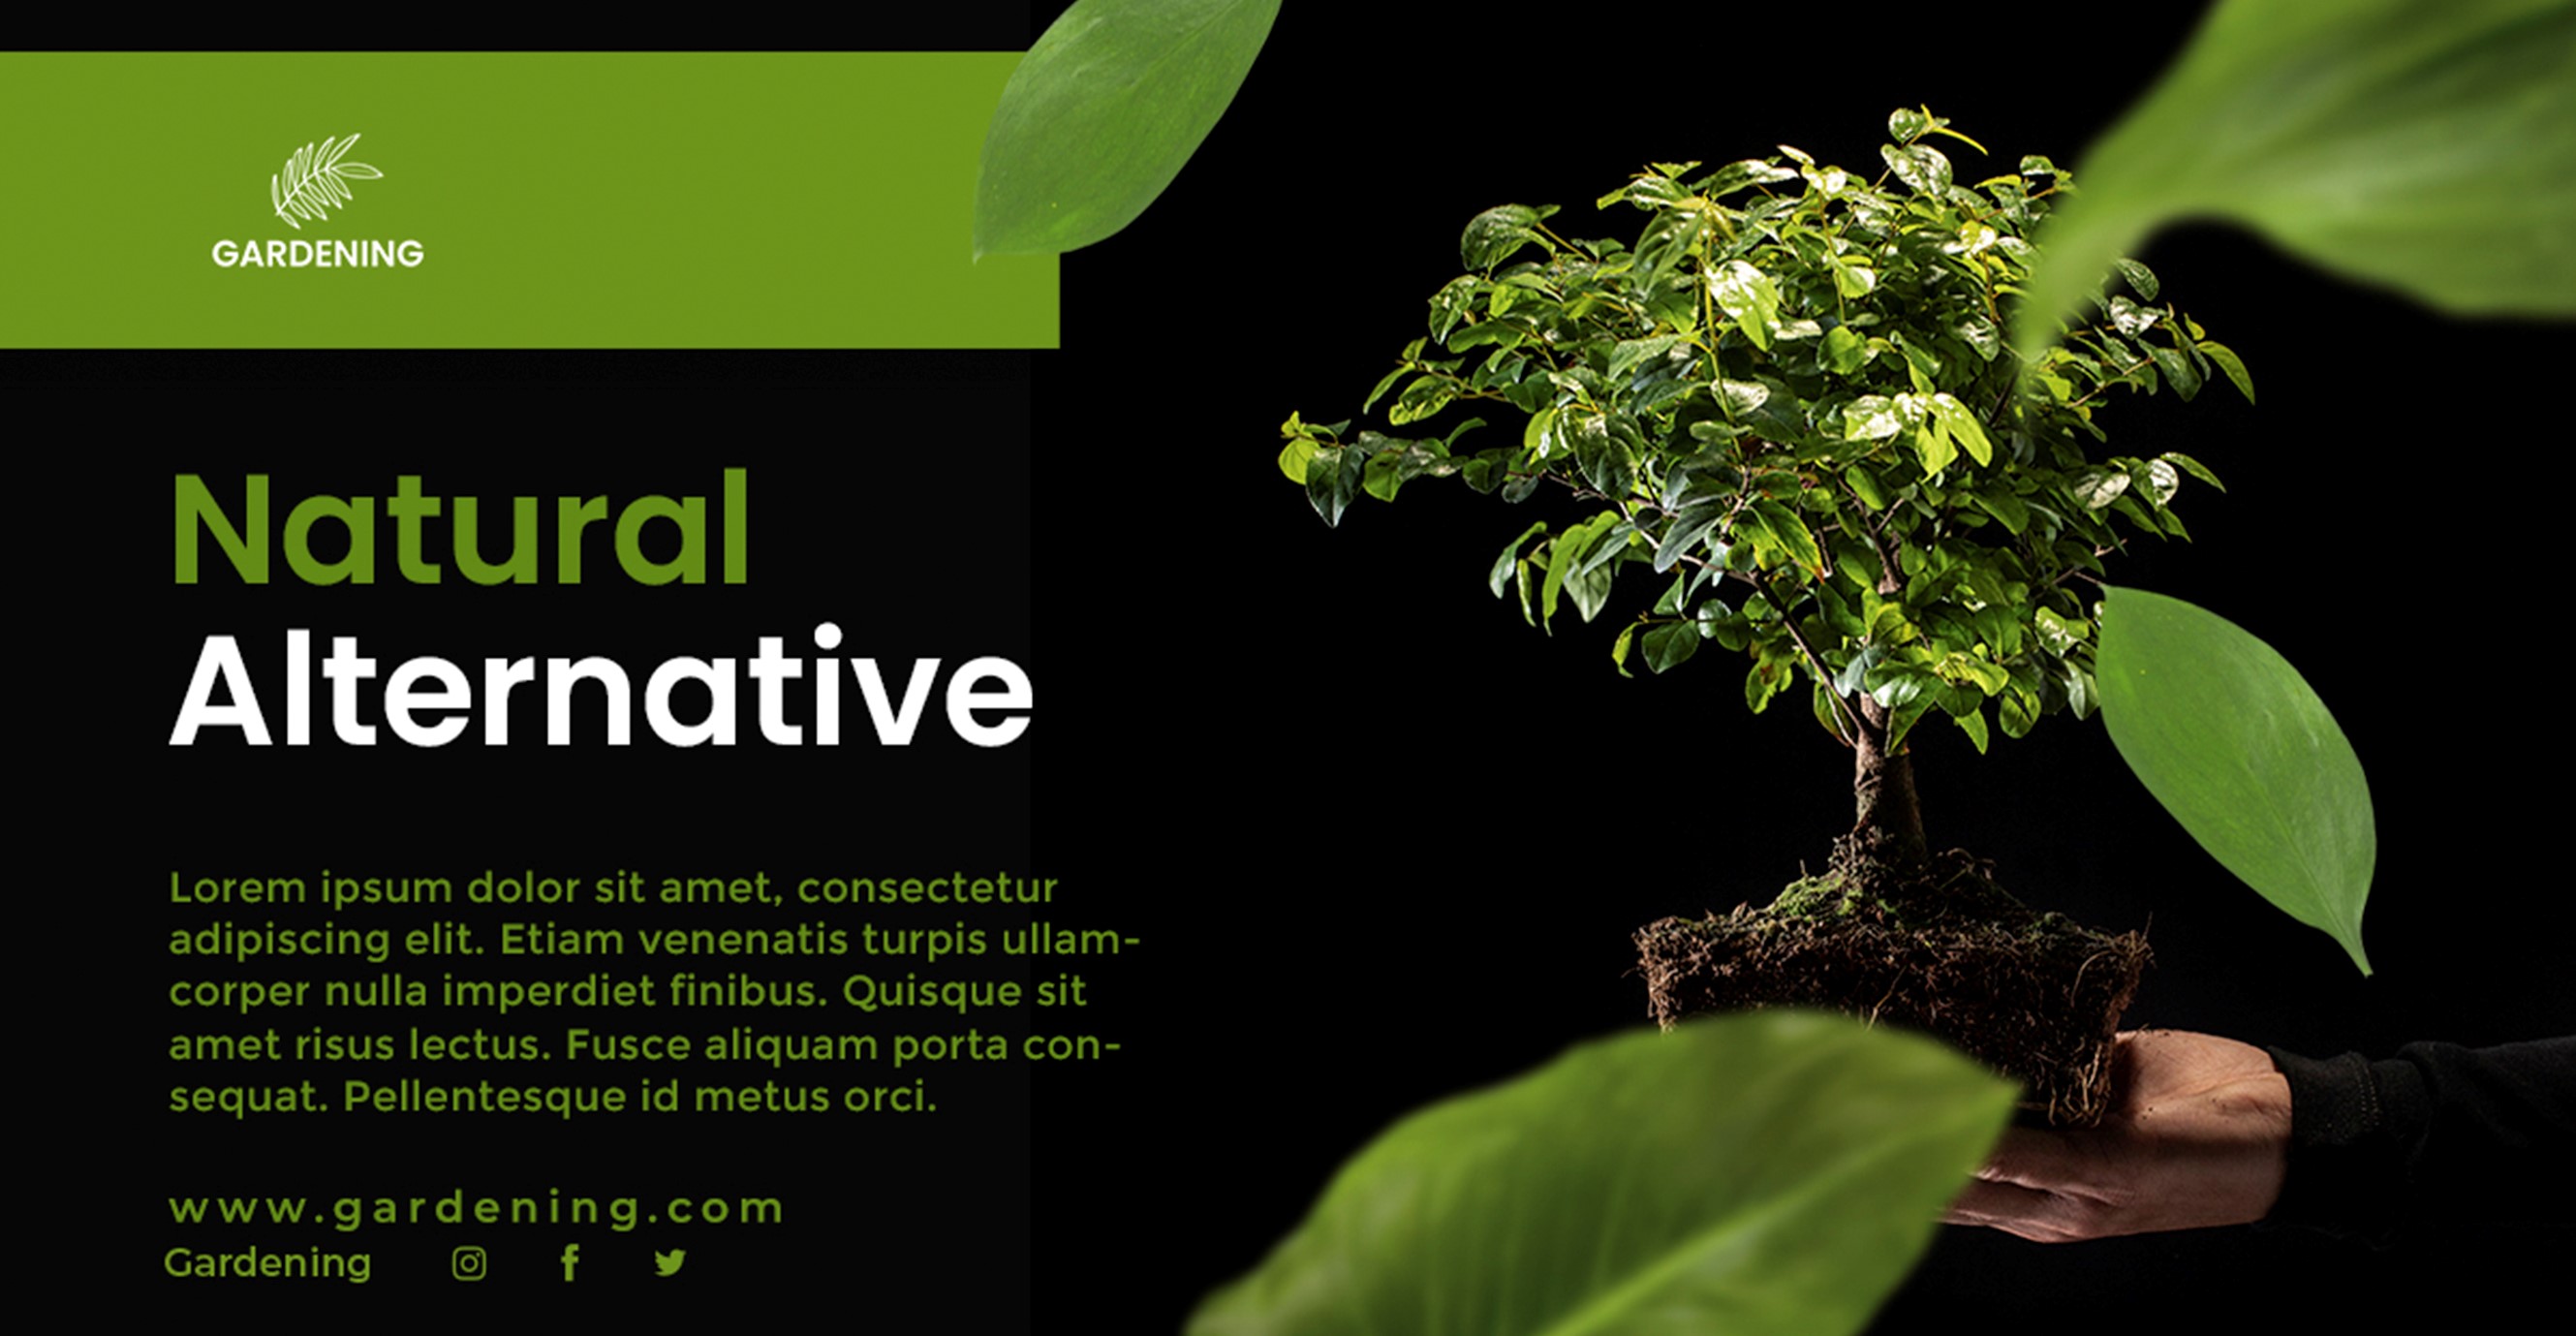 GARDENING
Natural
Alternative
Lorem ipsum dolor sit amet, consectetur
adipiscing elit. Etiam venenatis turpis ullam-
corper nulla imperdiet finibus. Quisque sit
amet risus lectus. Fusce aliquam porta con-
sequat. Pellentesque id metus orci.
www.gardening.com
Gardening